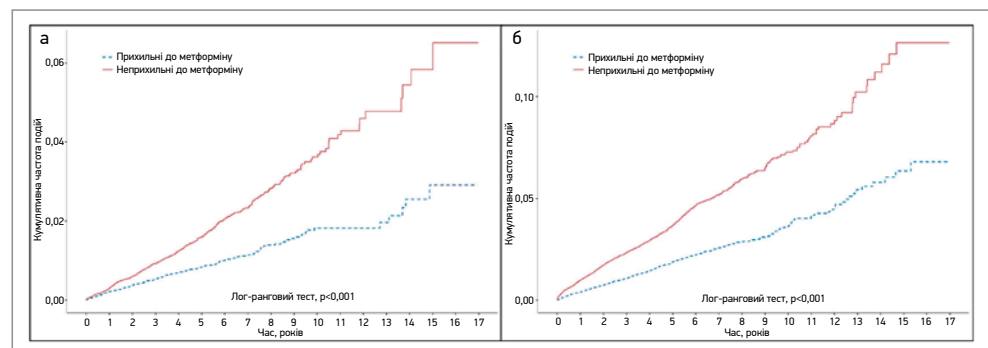 а
Прихильні до метформіну
Неприхильні до метформіну
Кумулятивна частота подій
0,06
0,04
0,02
0,00
Лог-ранговий тест, p<0,001
0 1 2 3 4 5 6 7 8 9 10 11 12 13 14 15 16 17
Час, років
б
Прихильні до метформіну
Неприхильні до метформіну
Кумулятивна частота подій
0,10
0,05
0,00
Лог-ранговий тест, p<0,001
0 1 2 3 4 5 6 7 8 9 10 11 12 13 14 15 16 17
Час, років